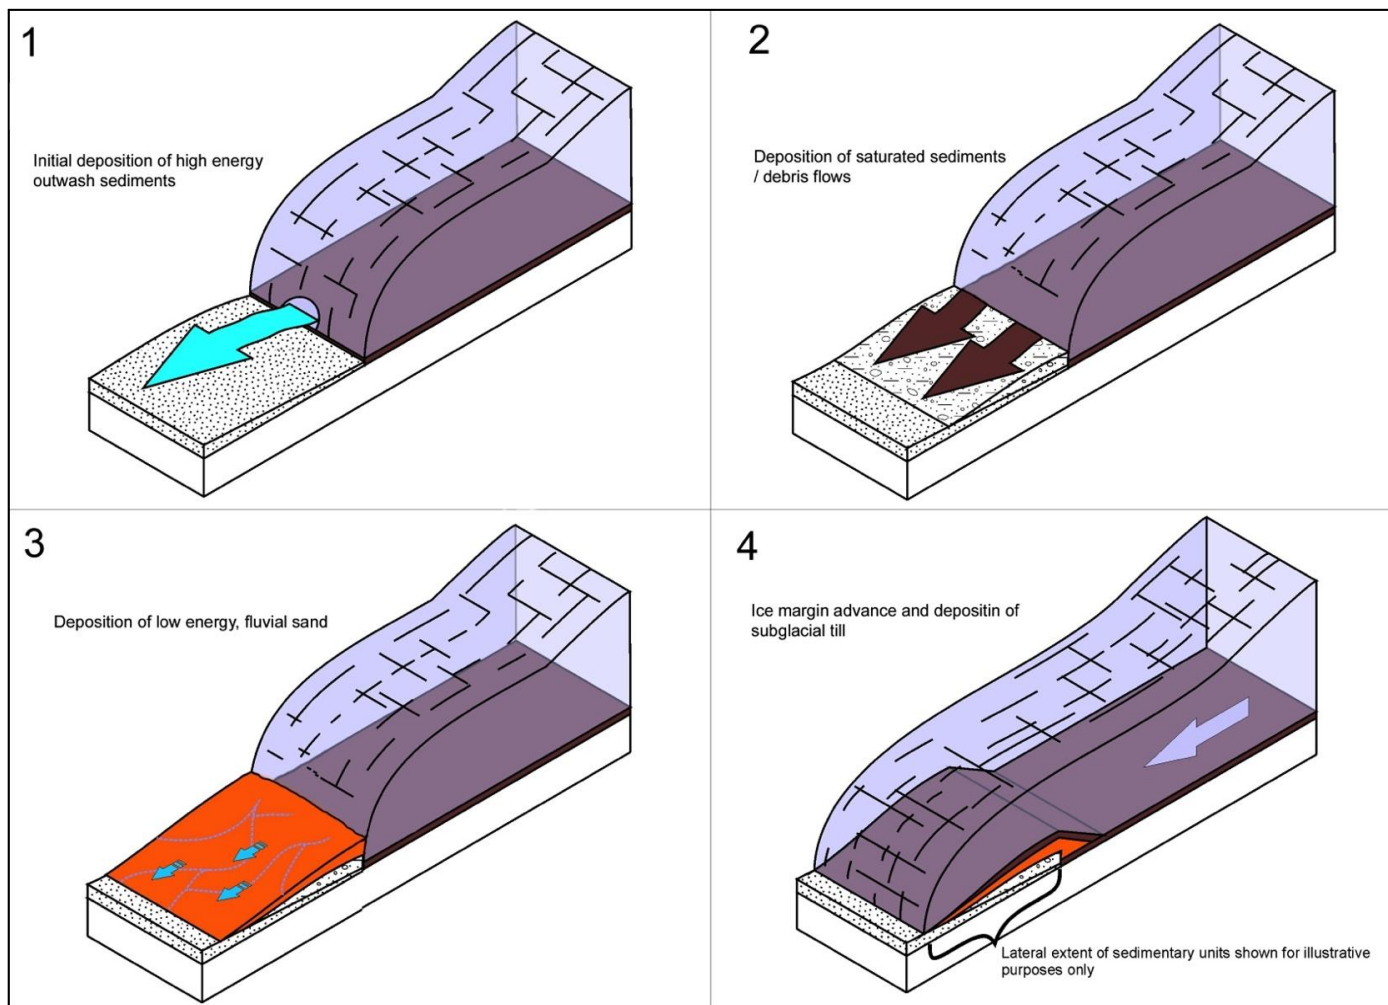 1
Initial deposition of high energy
outwash sediments
2
Deposition of saturated sediments
/ debris flows
3
Deposition of low energy, fluvial sand
4
Ice margin advance and depositin of
subglacial till
Lateral extent of sedimentary units shown for illustrative
purposes only